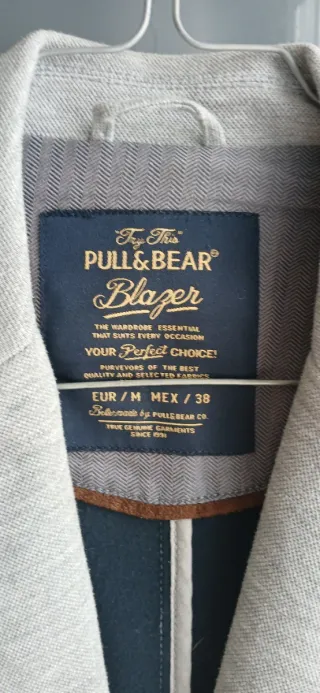 "Try This"
PULL&BEAR®
Blazer
THE WARDROBE ESSENTIAL
THAT SUITS EVERY OCCASION
YOUR Perfect CHOICE!
PURVEYORS OF THE BEST
QUALITY AND SELECTED FABRICS
EUR / M MEX / 38
Bettermade by PULL&BEAR CO.
TRUE GENUINE GARMENTS
SINCE 1991